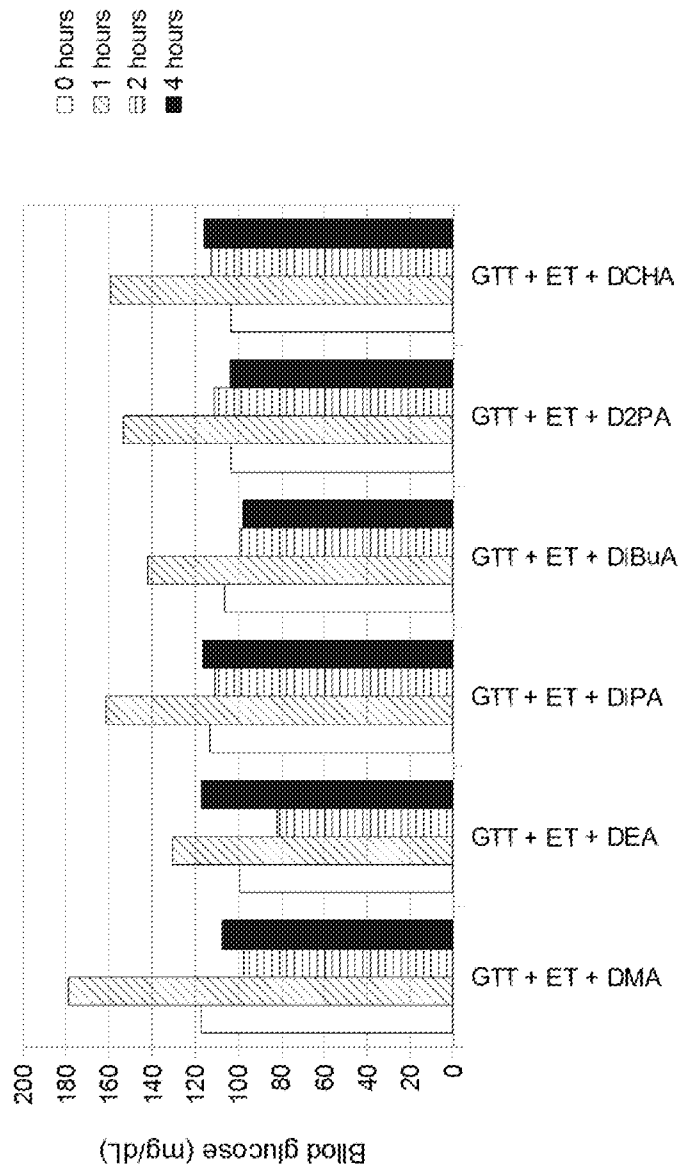 0 hours
1 hours
2 hours
4 hours
Bllod glucose (mg/dL)
200
180
160
140
120
100
80
60
40
20
0
GTT + ET + DMA
GTT + ET + DEA
GTT + ET + DiPA
GTT + ET + DiBuA
GTT + ET + D2PA
GTT + ET + DCHA